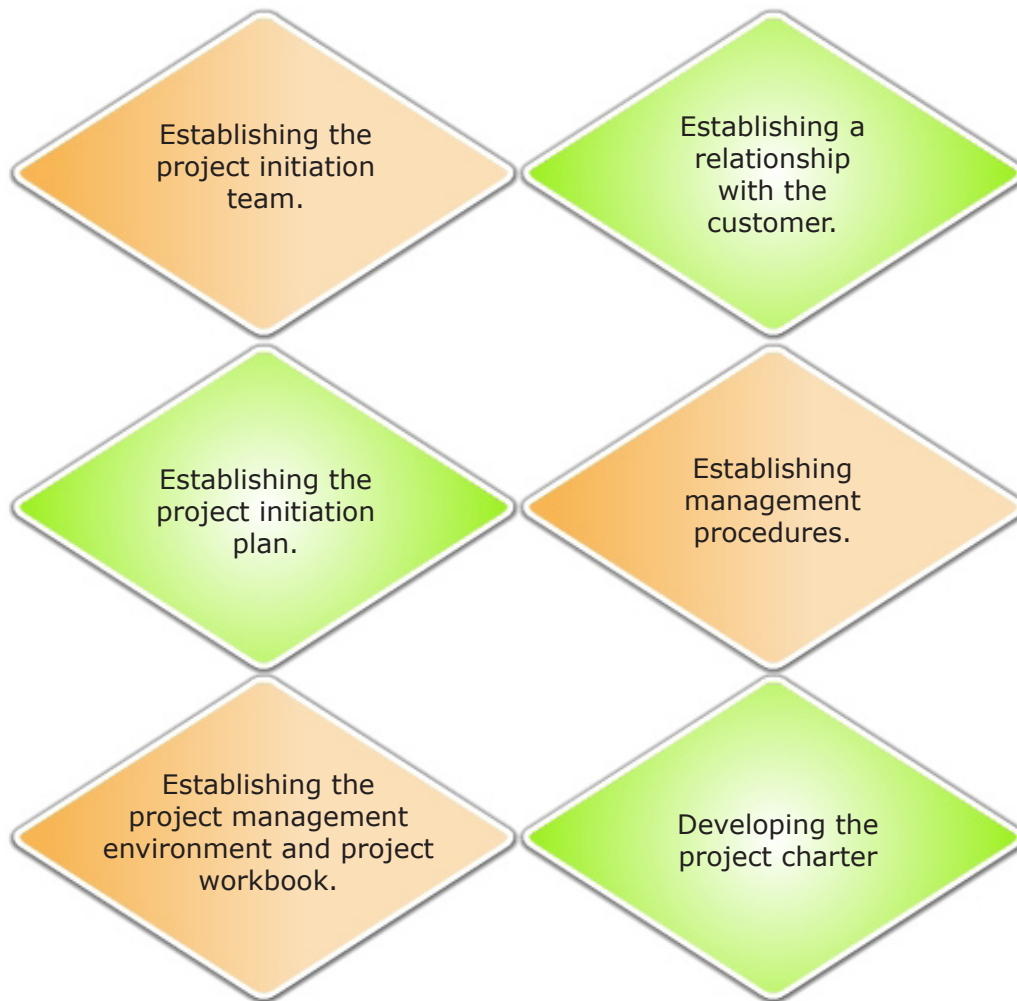 Establishing the
project initiation
team.
Establishing a
relationship
with the
customer.
Establishing the
project initiation
plan.
Establishing
management
procedures.
Establishing the
project management
environment and project
workbook.
Developing the
project charter